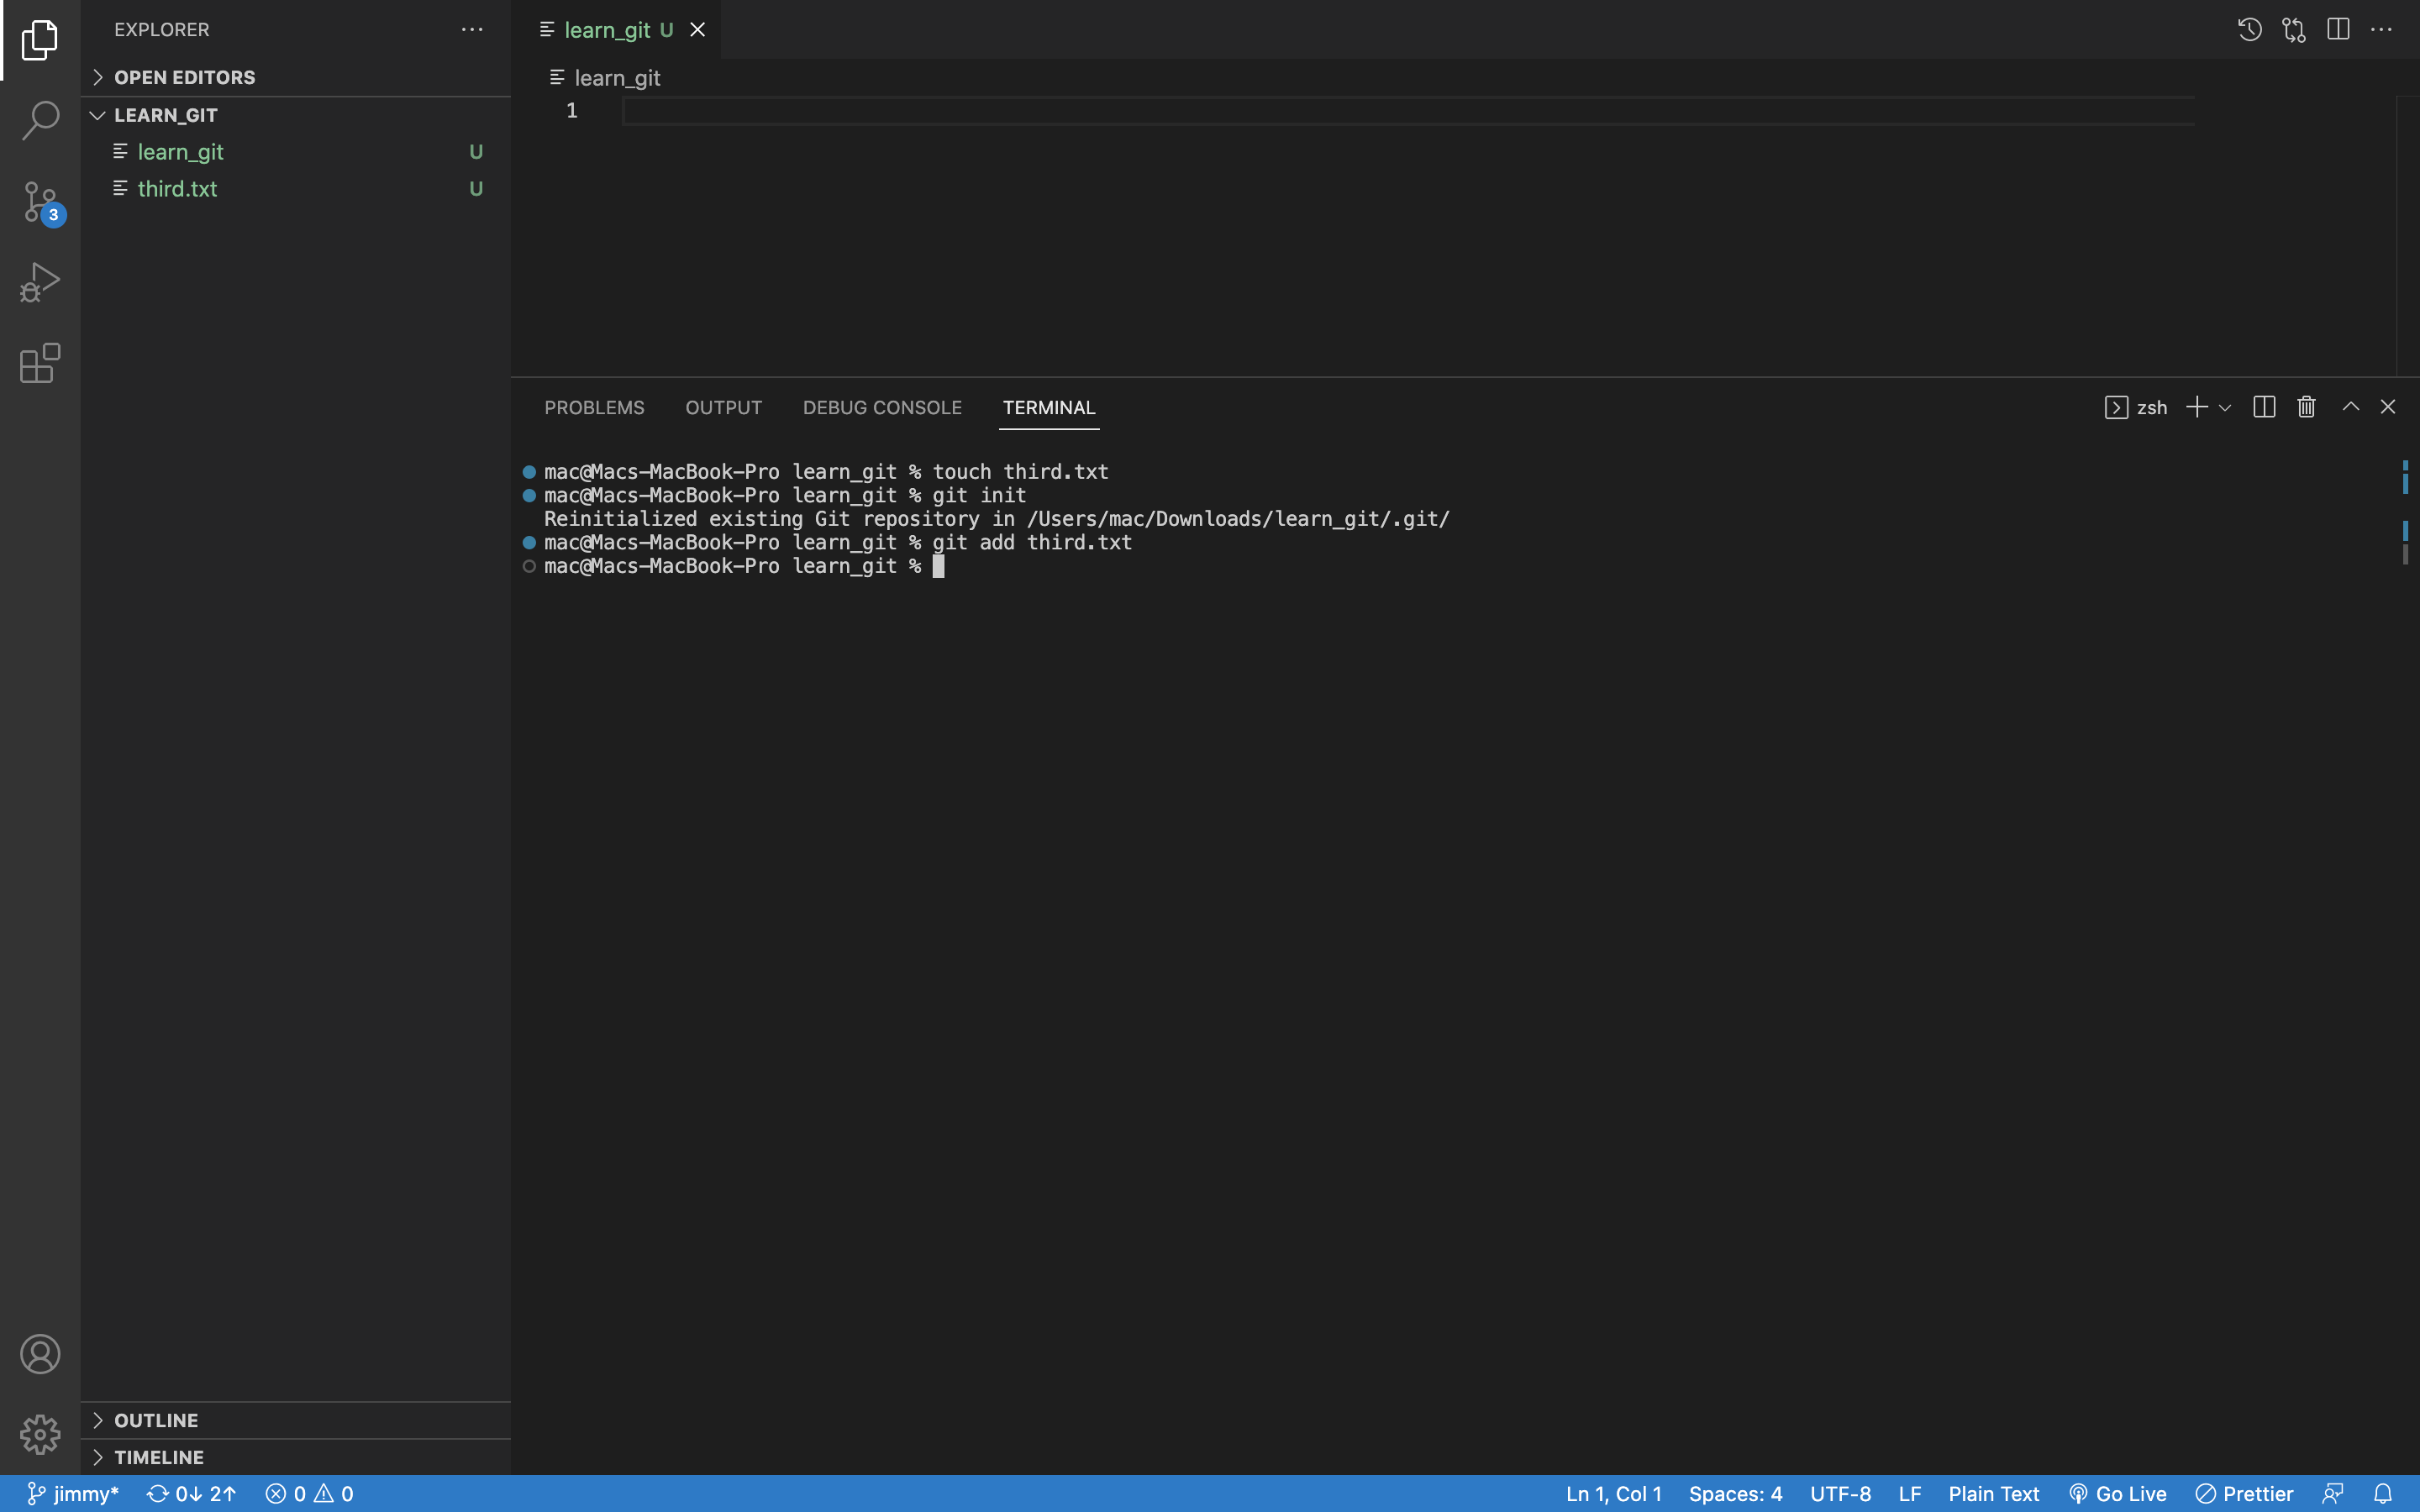 EXPLORER
OPEN EDITORS
LEARN_GIT
learn_git U
third.txt U
3
OUTLINE
TIMELINE
learn_git U
learn_git
1
PROBLEMS OUTPUT DEBUG CONSOLE TERMINAL zsh
mac@Macs-MacBook-Pro learn_git % touch third.txt
mac@Macs-MacBook-Pro learn_git % git init
Reinitialized existing Git repository in /Users/mac/Downloads/learn_git/.git/
mac@Macs-MacBook-Pro learn_git % git add third.txt
mac@Macs-MacBook-Pro learn_git %
jimmy* 0↓ 2↑ 0 0 Ln 1, Col 1 Spaces: 4 UTF-8 LF Plain Text Go Live Prettier